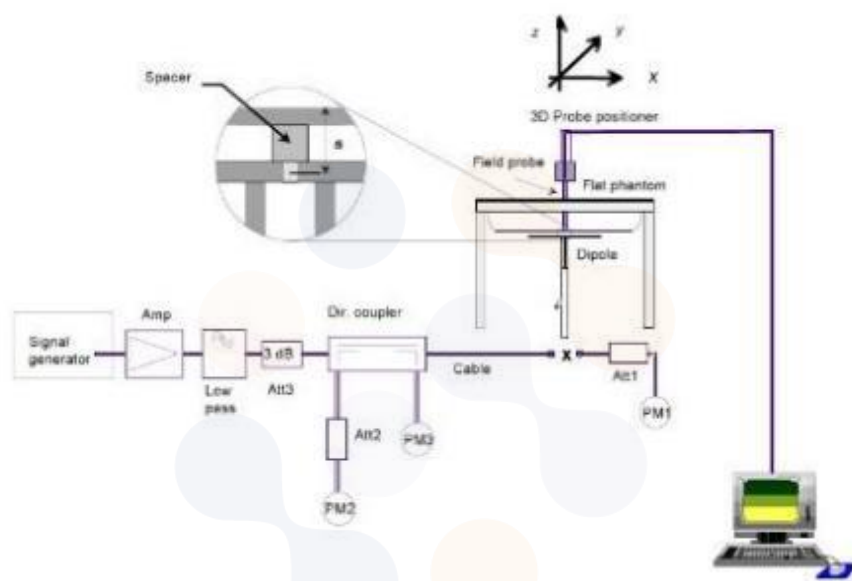 z
y
x
Spacer
s
3D Probe positioner
Field probe
Flat phantom
Dipole
Signal
generator
Amp
Low
pass
3 dB
Att3
Dir. coupler
Cable
x
Att1
PM1
Att2
PM3
PM2